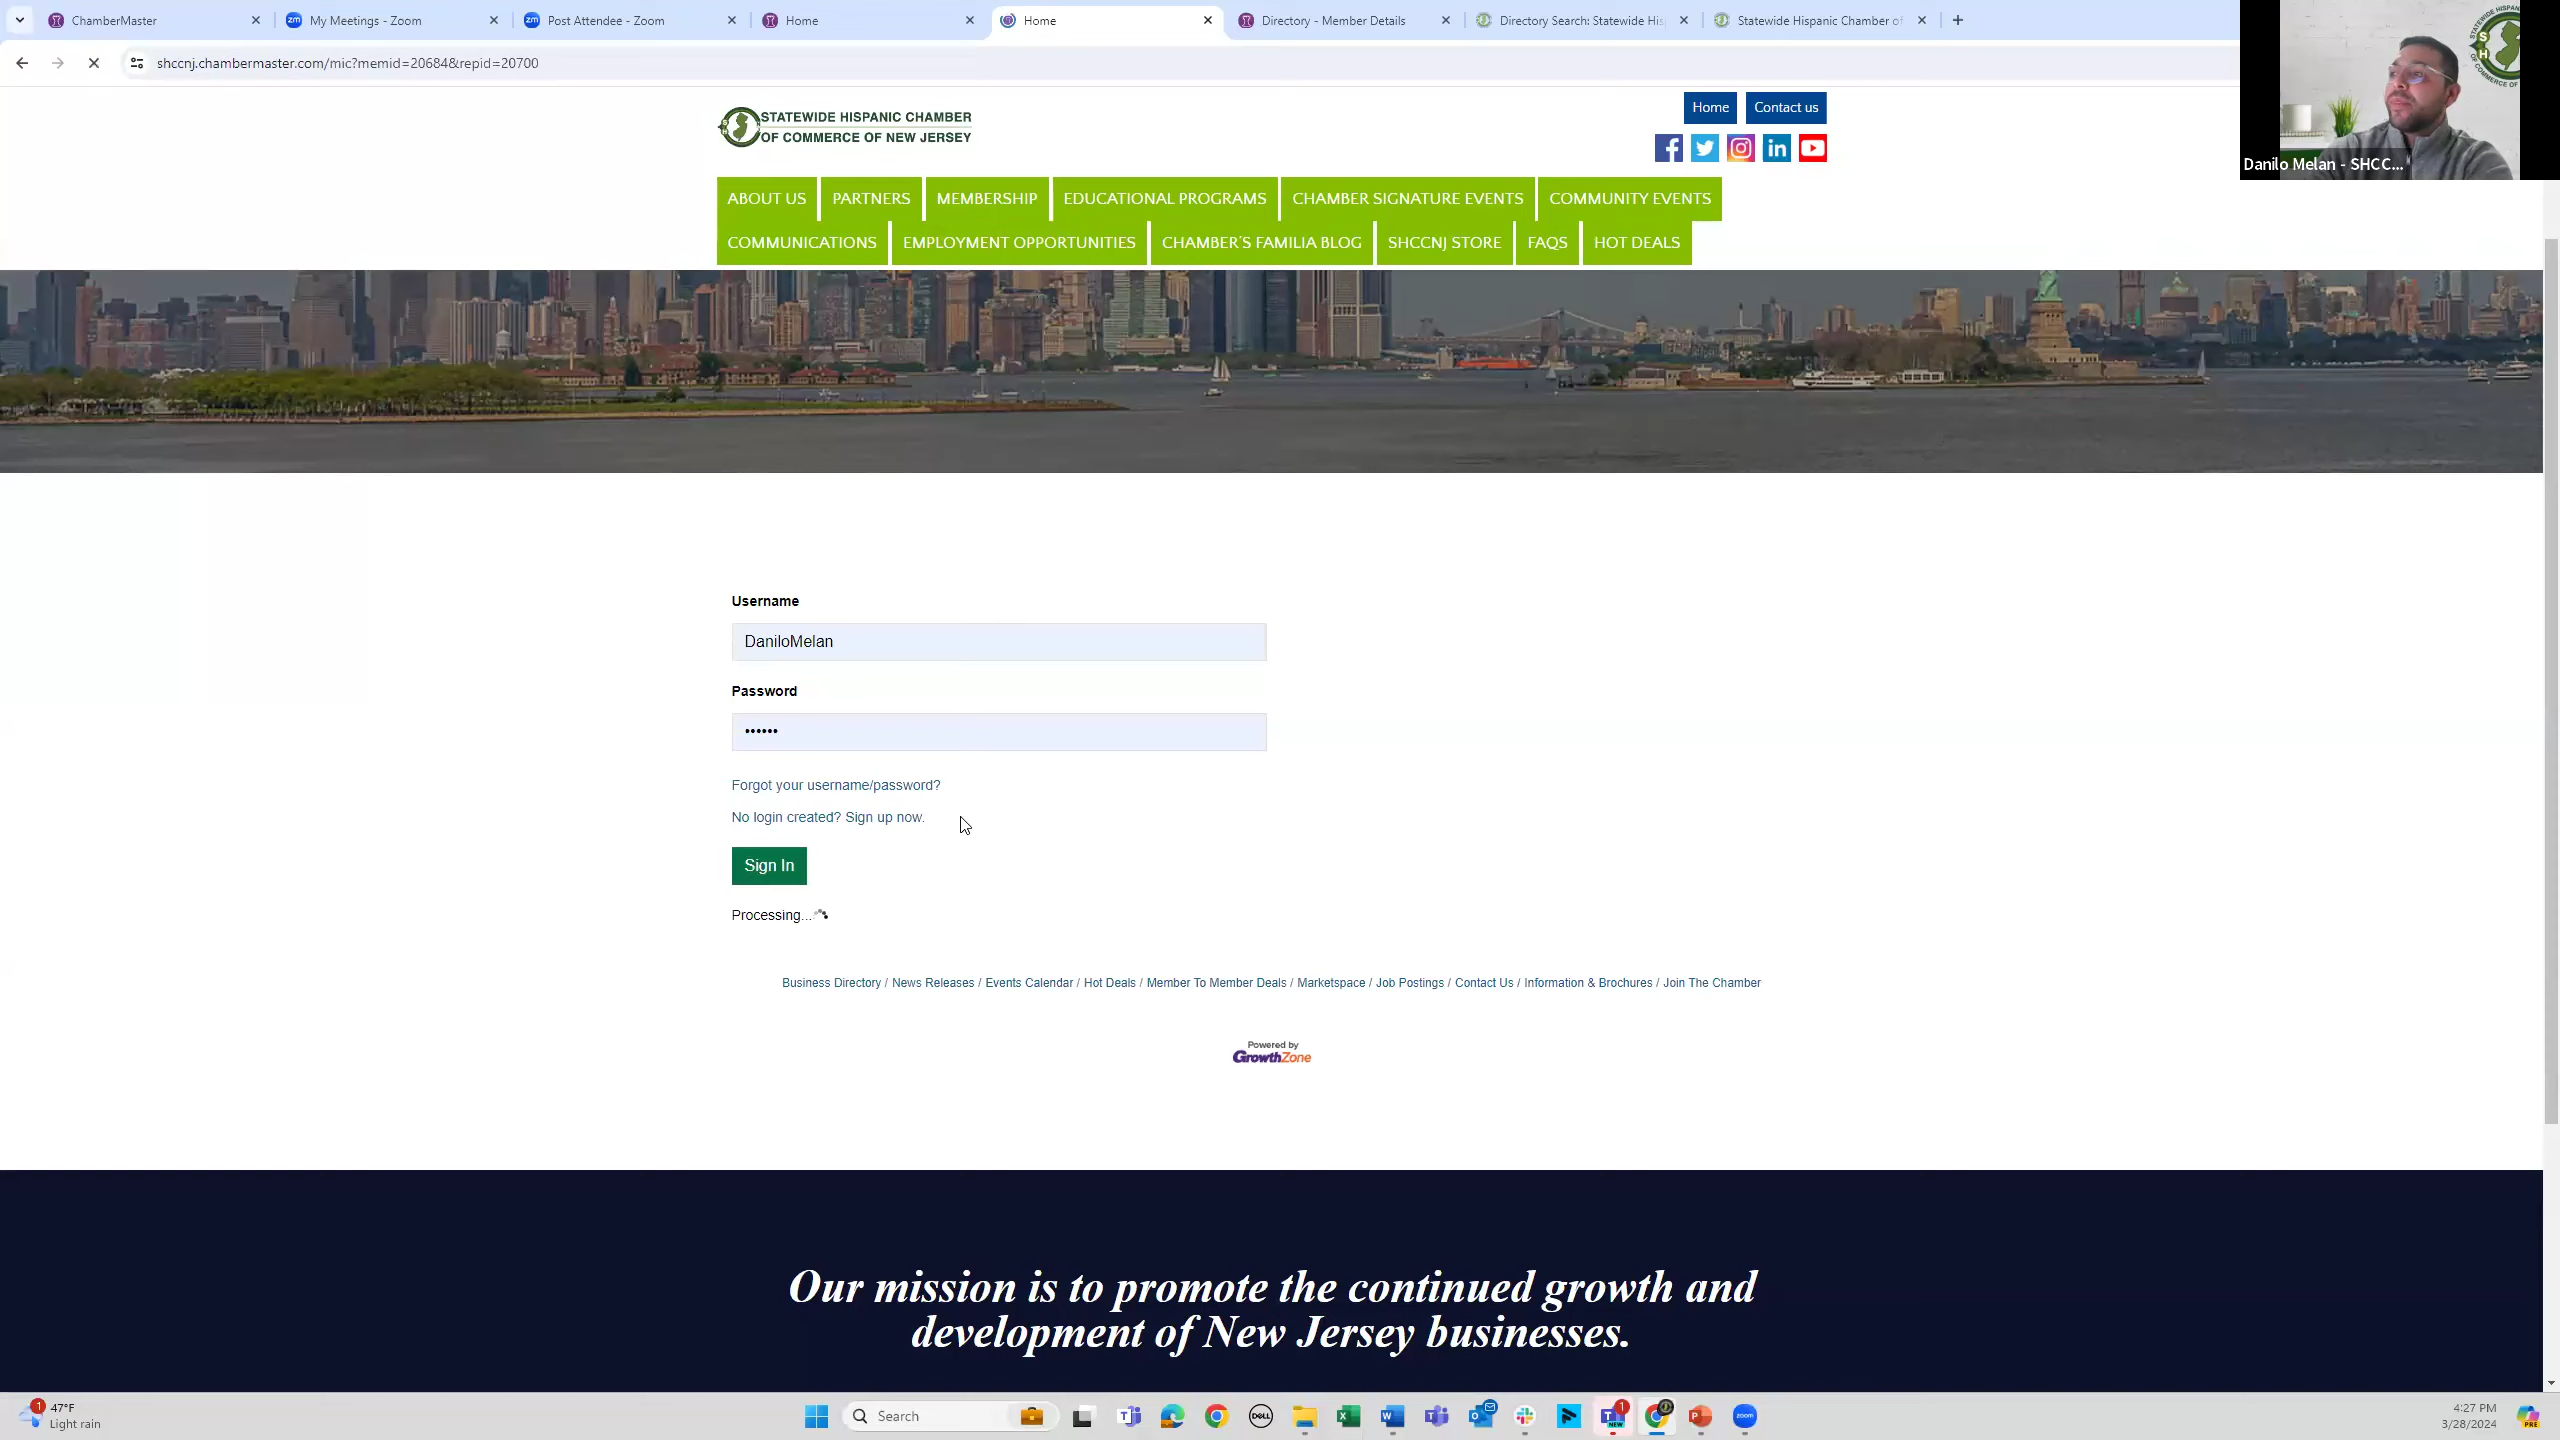 ChamberMaster
My Meetings - Zoom
Post Attendee - Zoom
Home
Home
Directory - Member Details
Directory Search: Statewide His
Statewide Hispanic Chamber of
shccnj.chambermaster.com/mic?memid=20684&repid=20700
STATEWIDE HISPANIC CHAMBER
OF COMMERCE OF NEW JERSEY
Home
Contact us
Danilo Melan - SHCC...
ABOUT US
PARTNERS
MEMBERSHIP
EDUCATIONAL PROGRAMS
CHAMBER SIGNATURE EVENTS
COMMUNITY EVENTS
COMMUNICATIONS
EMPLOYMENT OPPORTUNITIES
CHAMBER'S FAMILIA BLOG
SHCCNJ STORE
FAQS
HOT DEALS
Username
DaniloMelan
Password
••••••
Forgot your username/password?
No login created? Sign up now.
Sign In
Processing...
Business Directory / News Releases / Events Calendar / Hot Deals / Member To Member Deals / Marketspace / Job Postings / Contact Us / Information & Brochures / Join The Chamber
Powered by
GrowthZone
Our mission is to promote the continued growth and
development of New Jersey businesses.
1
47°F
Light rain
Search
DELL
1
NEW
zoom
4:27 PM
3/28/2024
PRE